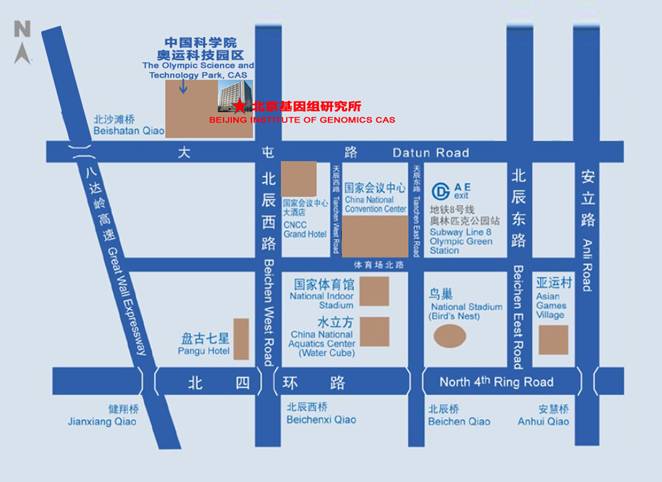 N
中国科学院
奥运科技园区
The Olympic Science and
Technology Park, CAS
北京基因组研究所
BEIJING INSTITUTE OF GENOMICS CAS
北沙滩桥
Beishatan Qiao
大屯路 Datun Road
八达岭高速 Great Wall Expressway
北辰西路 Beichen West Road
国家会议中心
大酒店
CNCC
Grand Hotel
天辰西路 Tianchen West Road
国家会议中心
China National
Convention Center
天辰东路 Tianchen East Road
A E
exit
地铁8号线
奥林匹克公园站
Subway Line 8
Olympic Green
Station
北辰东路 Beichen Eest Road
安立路 Anli Road
体育场北路
国家体育馆
National Indoor
Stadium
水立方
China National
Aquatics Center
(Water Cube)
鸟巢
National Stadium
(Bird's Nest)
亚运村
Asian
Games
Village
盘古七星
Pangu Hotel
北四环路 North 4th Ring Road
健翔桥
Jianxiang Qiao
北辰西桥
Beichenxi Qiao
北辰桥
Beichen Qiao
安慧桥
Anhui Qiao